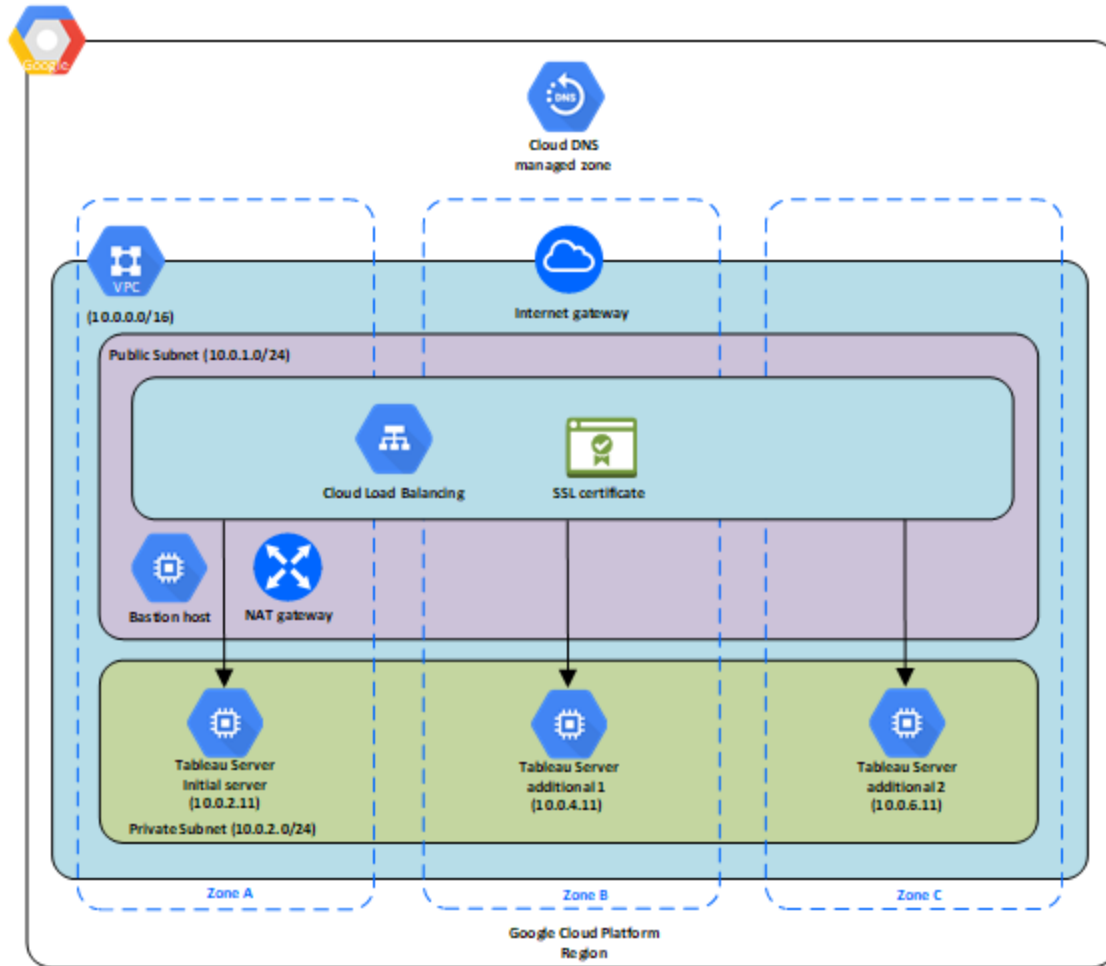 Google
DNS
Cloud DNS
managed zone
VPC
(10.0.0.0/16)
Internet gateway
Public Subnet (10.0.1.0/24)
Cloud Load Balancing
SSL certificate
Bastion host
NAT gateway
Tableau Server
Initial server
(10.0.2.11)
Tableau Server
additional 1
(10.0.4.11)
Tableau Server
additional 2
(10.0.6.11)
Private Subnet (10.0.2.0/24)
Zone A
Zone B
Zone C
Google Cloud Platform
Region